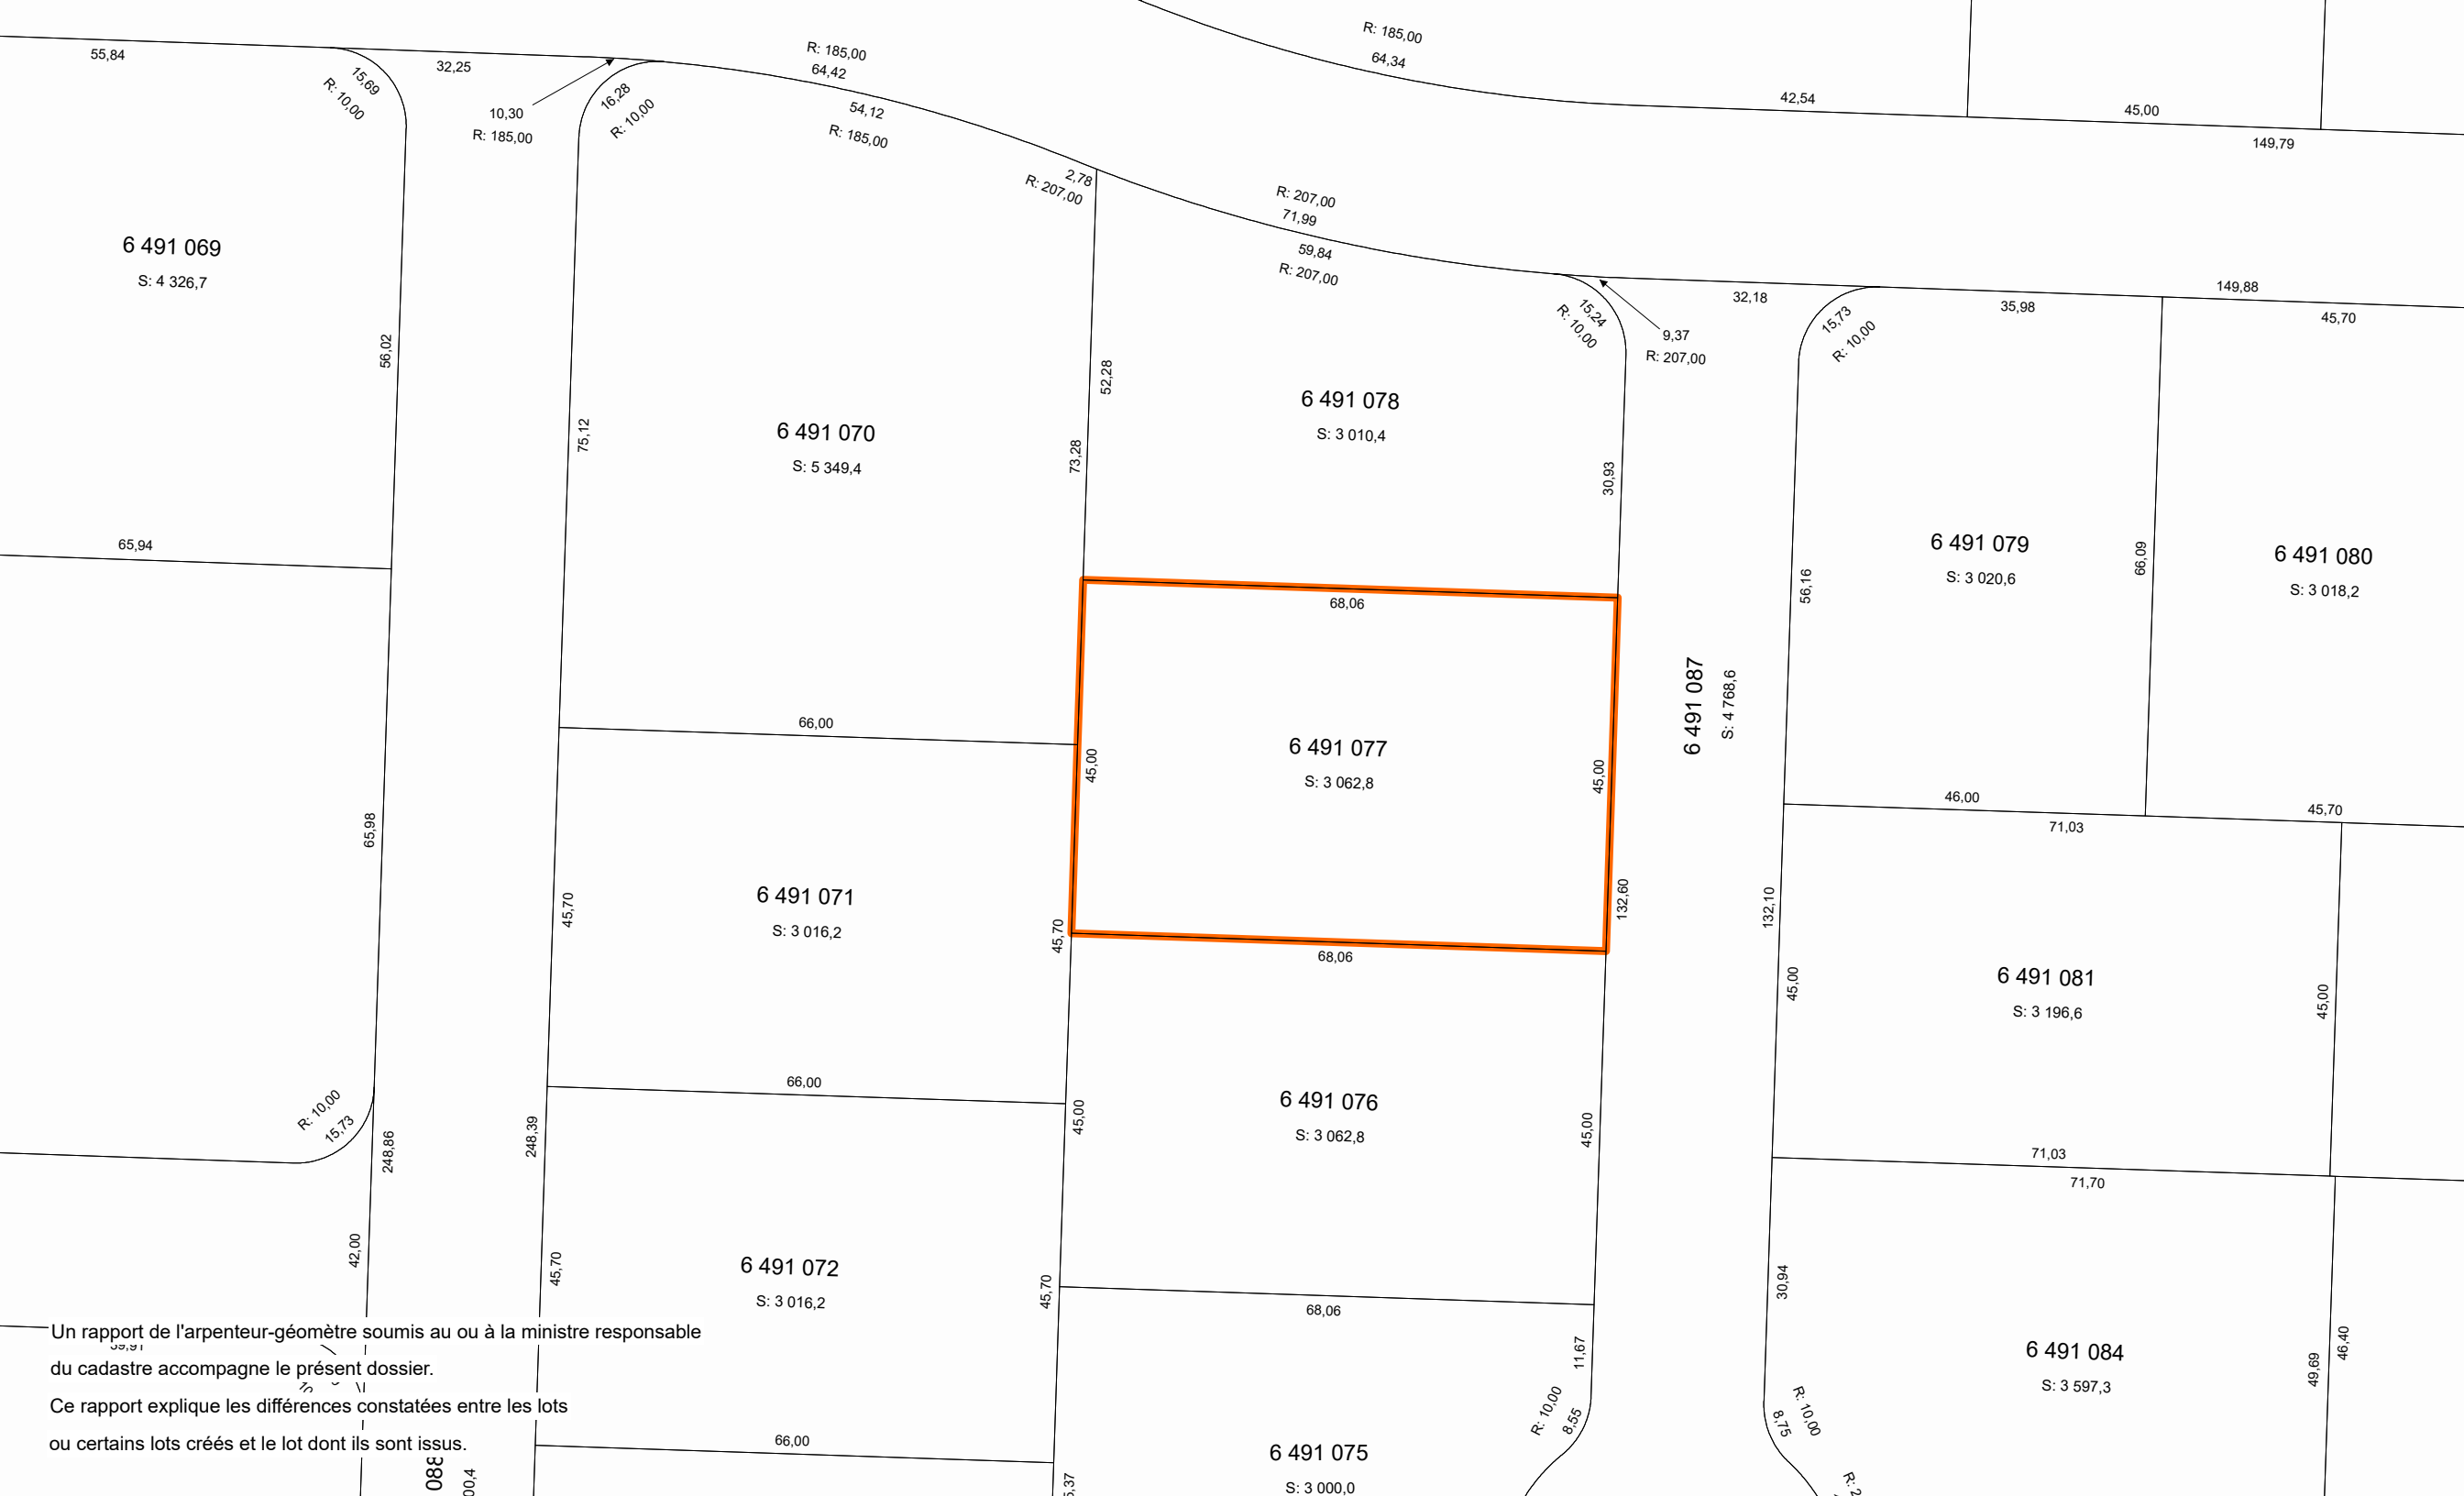 R: 185,00
64,34
42,54
45,00
149,79
55,84
15,69
R: 10,00
32,25
10,30
R: 185,00
16,28
R: 10,00
R: 185,00
64,42
54,12
R: 185,00
2,78
R: 207,00
R: 207,00
71,99
59,84
R: 207,00
15,24
R: 10,00
9,37
R: 207,00
32,18
15,73
R: 10,00
35,98
149,88
45,70
6 491 069
S: 4 326,7
56,02
75,12
6 491 070
S: 5 349,4
73,28
52,28
6 491 078
S: 3 010,4
30,93
6 491 079
S: 3 020,6
56,16
66,09
6 491 080
S: 3 018,2
65,94
68,06
66,00
45,00
6 491 077
S: 3 062,8
45,00
6 491 087
S: 4 768,6
46,00
71,03
45,70
65,98
45,70
6 491 071
S: 3 016,2
45,70
68,06
132,60
132,10
45,00
6 491 081
S: 3 196,6
45,00
R: 10,00
15,73
248,86
248,39
66,00
45,00
6 491 076
S: 3 062,8
45,00
71,03
71,70
42,00
45,70
6 491 072
S: 3 016,2
45,70
68,06
30,94
11,67
R: 10,00
8,55
R: 10,00
8,75
6 491 084
S: 3 597,3
49,69
46,40
Un rapport de l'arpenteur-géomètre soumis au ou à la ministre responsable
du cadastre accompagne le présent dossier.
Ce rapport explique les différences constatées entre les lots
ou certains lots créés et le lot dont ils sont issus.
66,00
088
6 491 075
S: 3 000,0